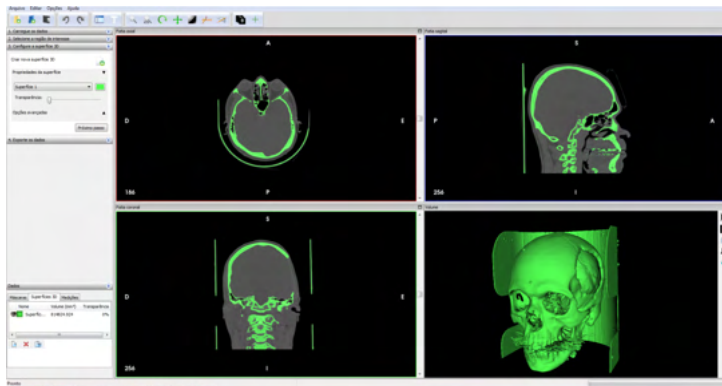 Arquivo Editar Opções Ajuda
1. Carregue os dados
2. Selecione a região de interesse
3. Configure a superfície 3D
Criar nova superfície 3D
Propriedades da superfície
Superfície 1
Transparência:
Opções avançadas
Próximo passo
4. Exporte os dados
Dados
Máscaras Superfícies 3D Medições
Nome Volume (mm³) Transparência
Superfíc... 0%
Pronto
Fatia axial
A
D
E
186
P
Fatia sagital
S
P
A
256
I
Fatia coronal
S
D
E
256
I
Volume